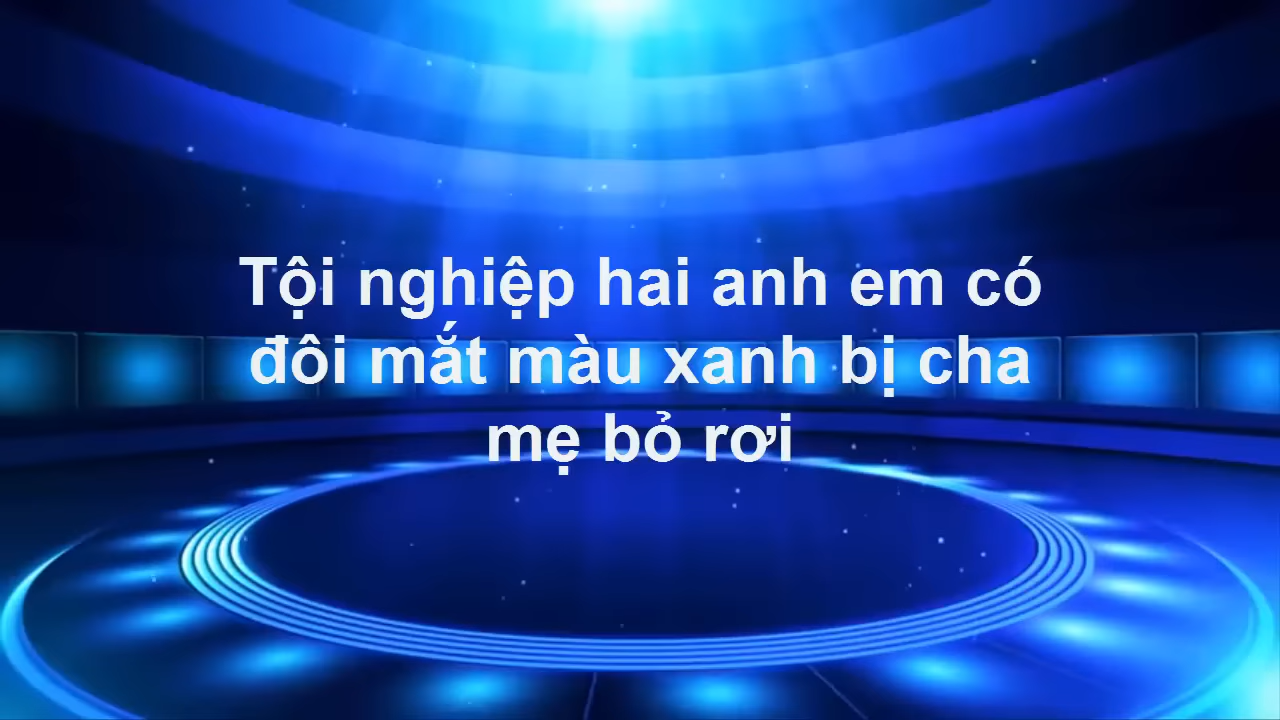 Tội nghiệp hai anh em có
đôi mắt màu xanh bị cha
mẹ bỏ rơi